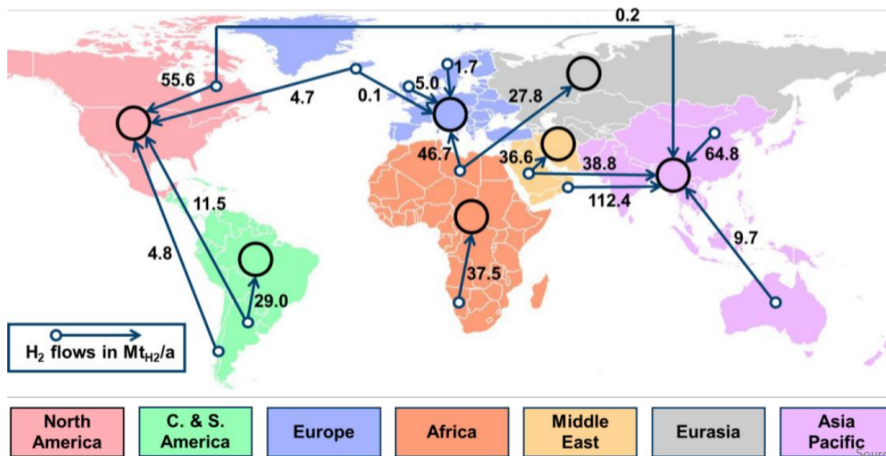 0.2
55.6
4.7
0.1
5.0
1.7
27.8
46.7
36.6
38.8
64.8
112.4
11.5
4.8
9.7
37.5
29.0
H₂ flows in Mt_H2/a
North
America
C. & S.
America
Europe
Africa
Middle
East
Eurasia
Asia
Pacific